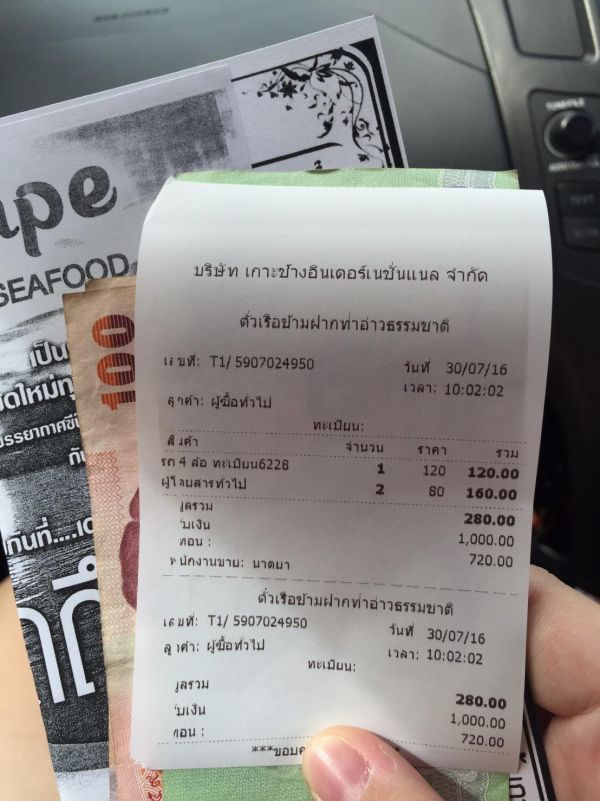 SEAFOOD
เป็น
กัน
100
บริษัท เกาะช้างอินเตอร์เนชั่นแนล จำกัด
ตั๋วเรือข้ามฝากท่าอ่าวธรรมชาติ
เลขที่: T1/ 5907024950 วันที่ 30/07/16
เวลา: 10:02:02
ลูกค้า: ผู้ซื้อทั่วไป
ทะเบียน:
สินค้า จำนวน ราคา รวม
รถ 4 ล้อ ทะเบียน6228 1 120 120.00
ผู้โดยสารทั่วไป 2 80 160.00
มูลรวม 280.00
รับเงิน 1,000.00
ทอน : 720.00
พนักงานขาย: นาตยา
ตั๋วเรือข้ามฝากท่าอ่าวธรรมชาติ
เลขที่: T1/ 5907024950 วันที่ 30/07/16
ลูกค้า: ผู้ซื้อทั่วไป เวลา: 10:02:02
ทะเบียน:
มูลรวม 280.00
รับเงิน 1,000.00
ทอน : 720.00